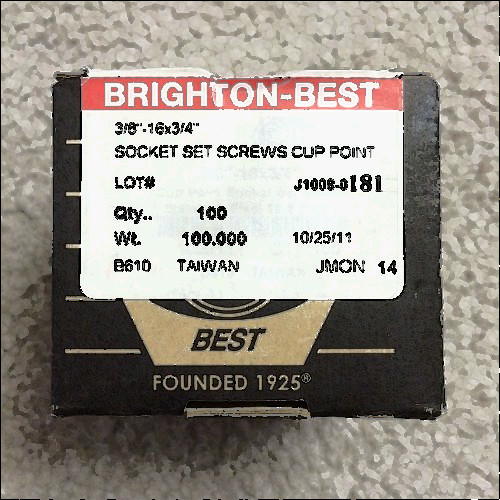 BRIGHTON-BEST
3/8"-16x3/4"
SOCKET SET SCREWS CUP POINT
LOT# J1008-0181
Qty.. 100
Wt. 100.000 10/25/11
B610 TAIWAN JMON 14
BEST
FOUNDED 1925®